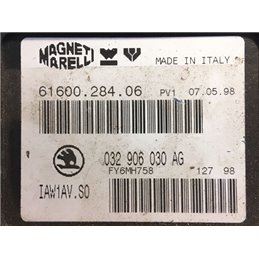 MAGNETI
MARELLI
MADE IN ITALY
61600.284.06 PV1 07.05.98
032 906 030 AG
FY6MH758 127 98
IAW1AV.S0